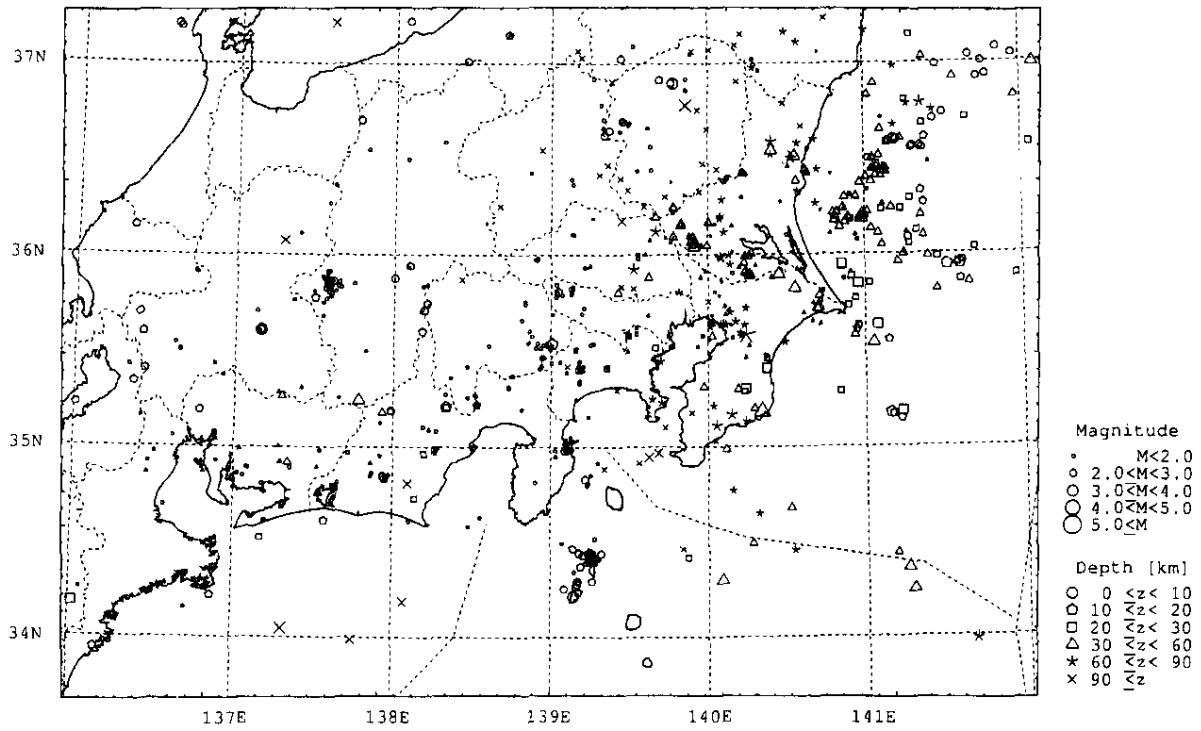 37N
36N
35N
34N
137E 138E 139E 140E 141E
Magnitude
M<2.0
2.0≤M<3.0
3.0≤M<4.0
4.0≤M<5.0
5.0≤M
Depth [km]
0 ≤z< 10
10 ≤z< 20
20 ≤z< 30
30 ≤z< 60
60 ≤z< 90
90 ≤z